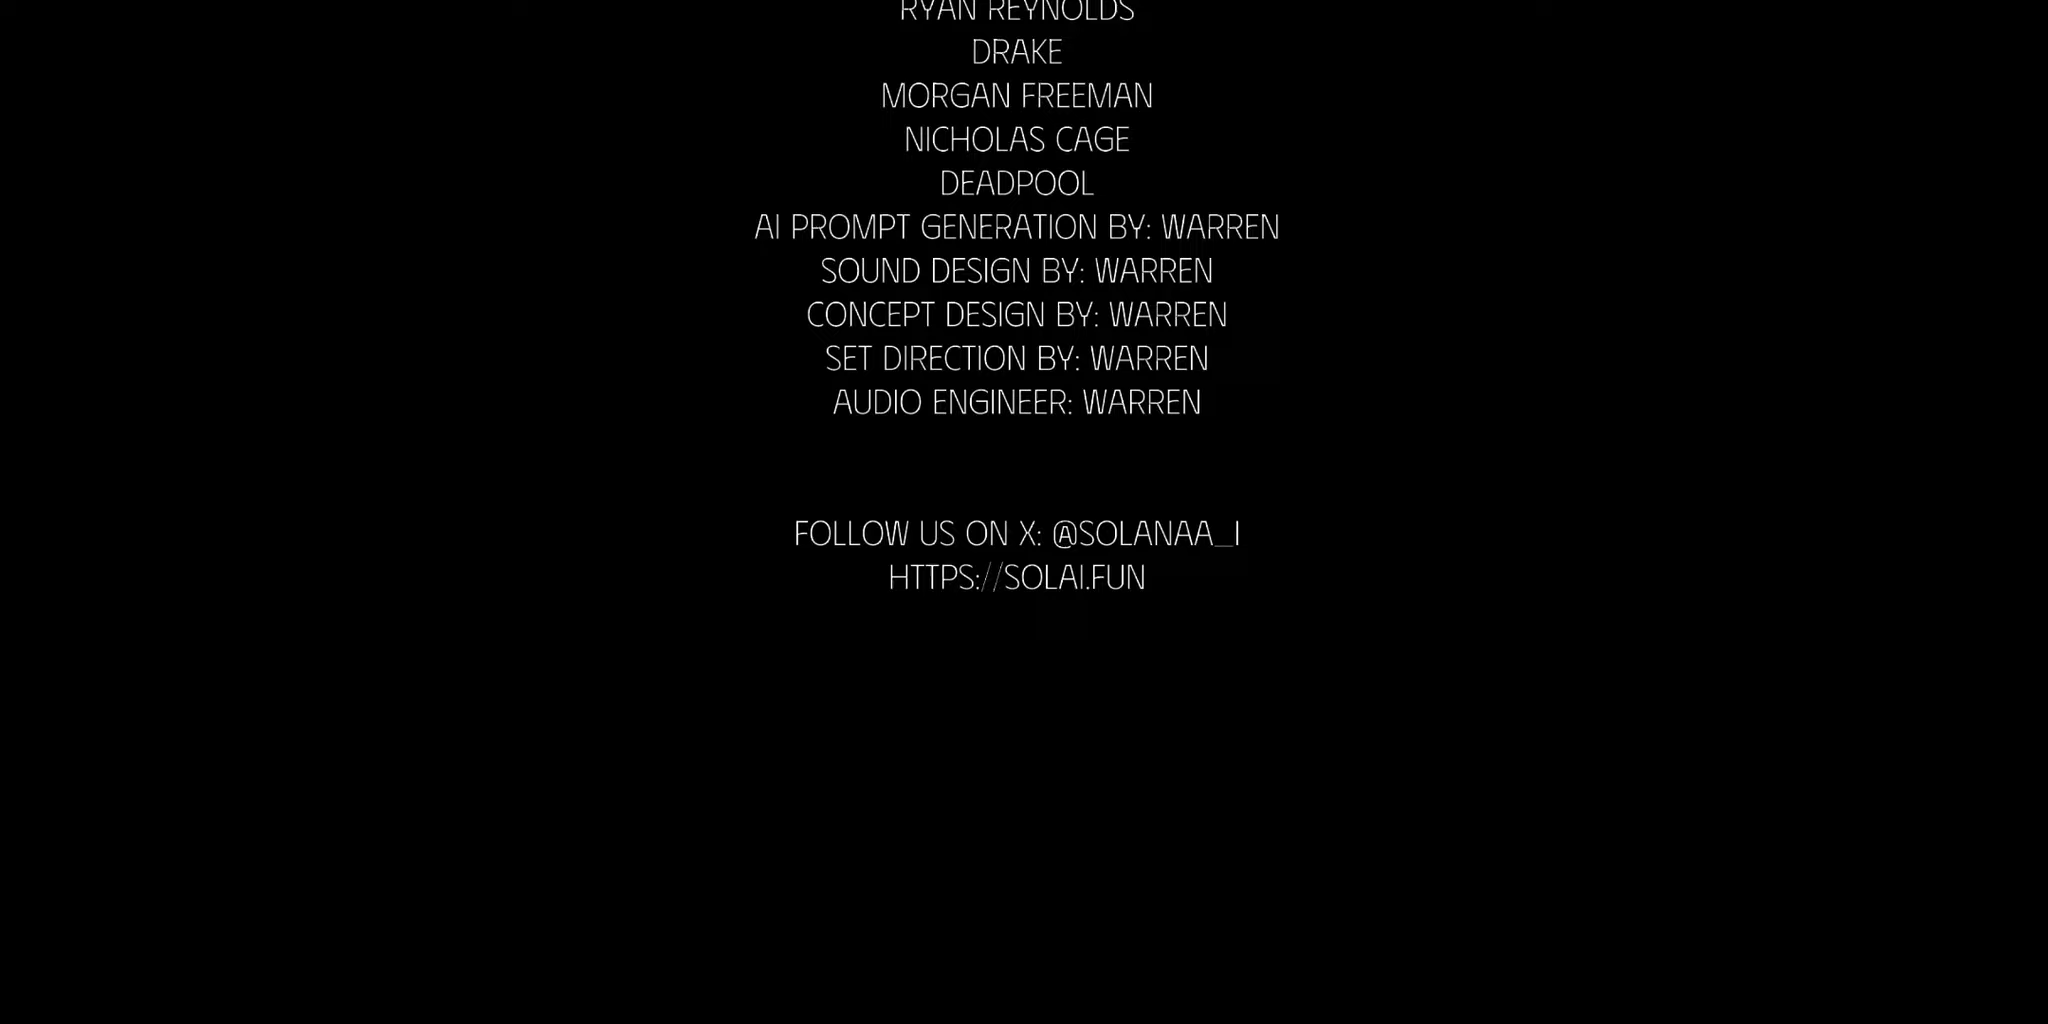 RYAN REYNOLDS
DRAKE
MORGAN FREEMAN
NICHOLAS CAGE
DEADPOOL
AI PROMPT GENERATION BY: WARREN
SOUND DESIGN BY: WARREN
CONCEPT DESIGN BY: WARREN
SET DIRECTION BY: WARREN
AUDIO ENGINEER: WARREN
FOLLOW US ON X: @SOLANAA_I
HTTPS://SOLAI.FUN